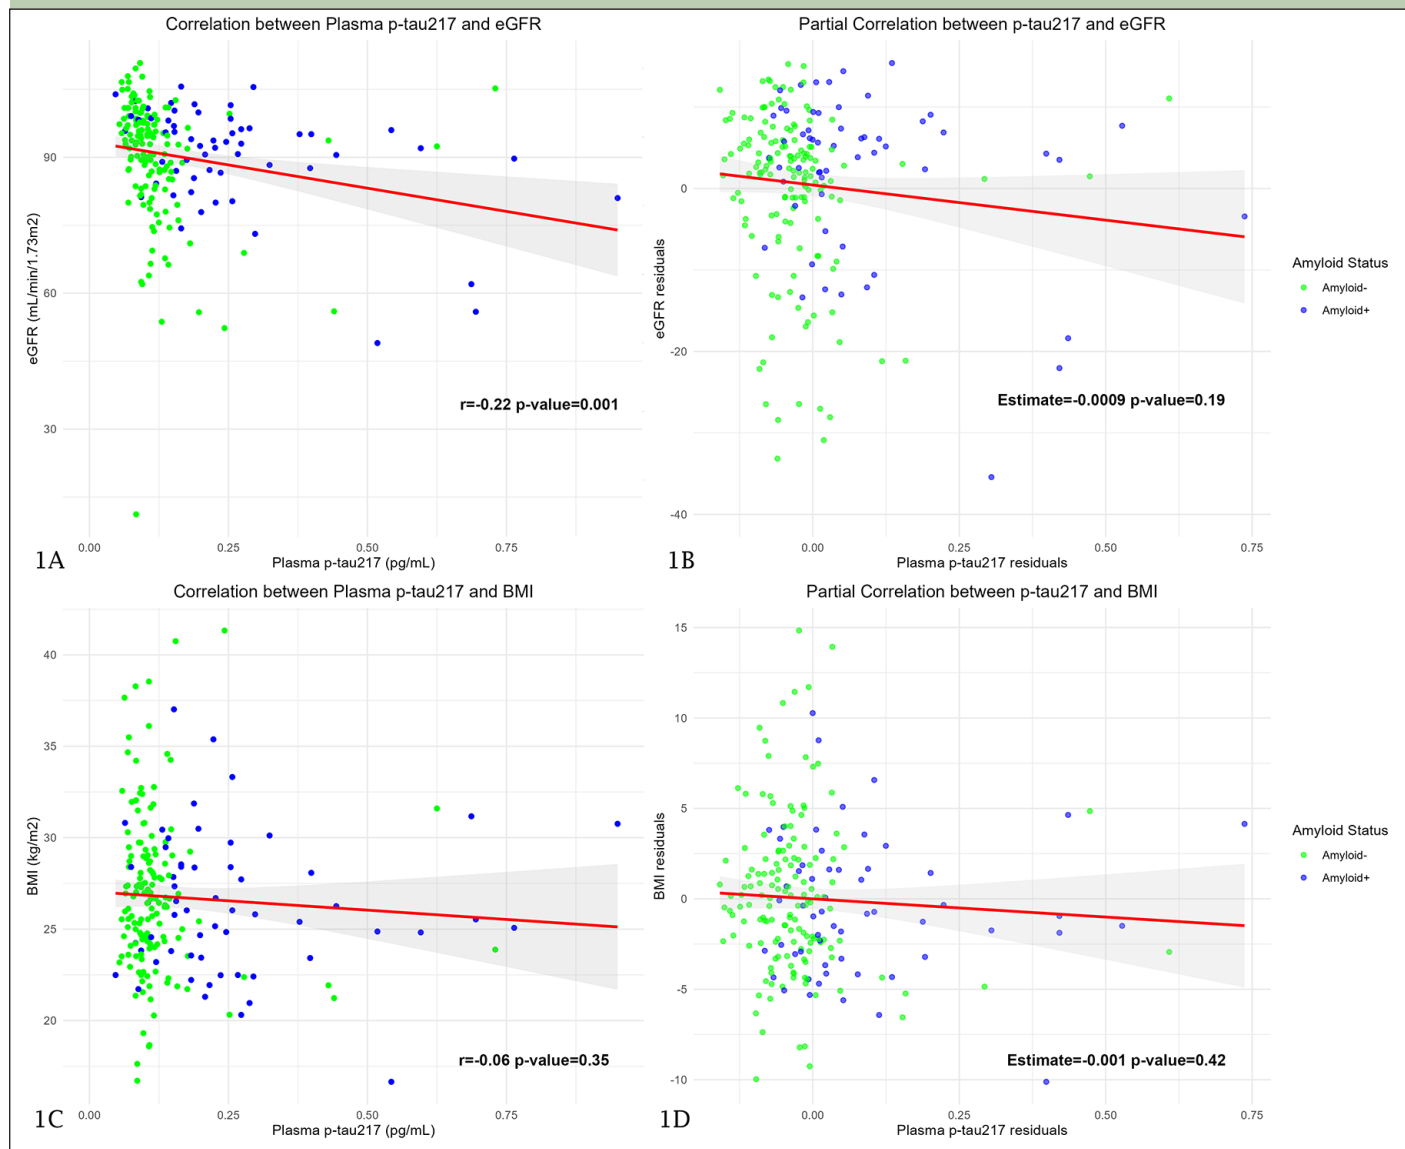 Correlation between Plasma p-tau217 and eGFR
eGFR (mL/min/1.73m2)
90
60
30
r=-0.22 p-value=0.001
0.00 0.25 0.50 0.75
Plasma p-tau217 (pg/mL)
1A
Partial Correlation between p-tau217 and eGFR
eGFR residuals
0
-20
-40
Estimate=-0.0009 p-value=0.19
0.00 0.25 0.50 0.75
Plasma p-tau217 residuals
1B
Amyloid Status
Amyloid-
Amyloid+
Correlation between Plasma p-tau217 and BMI
BMI (kg/m2)
40
35
30
25
20
r=-0.06 p-value=0.35
0.00 0.25 0.50 0.75
Plasma p-tau217 (pg/mL)
1C
Partial Correlation between p-tau217 and BMI
BMI residuals
15
10
5
0
-5
-10
Estimate=-0.001 p-value=0.42
0.00 0.25 0.50 0.75
Plasma p-tau217 residuals
1D
Amyloid Status
Amyloid-
Amyloid+